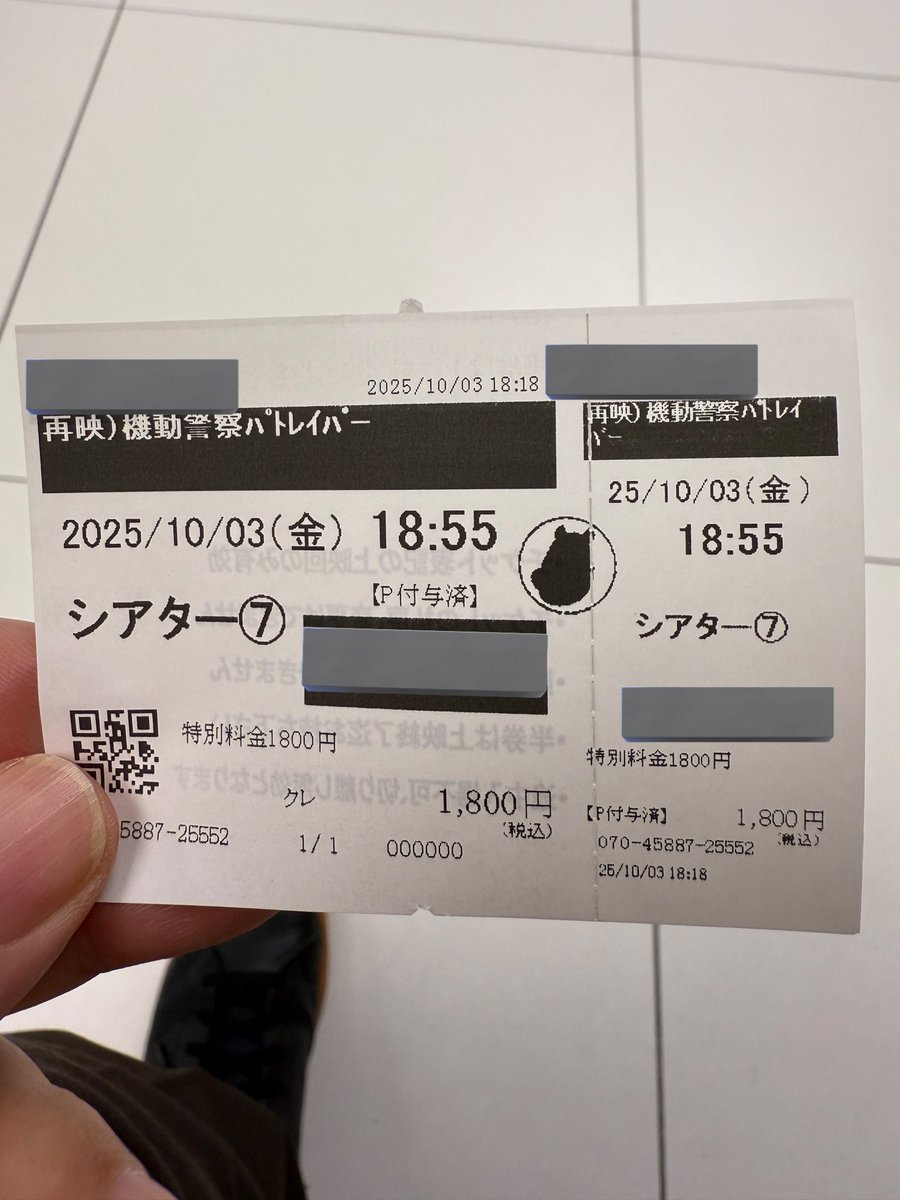 2025/10/03 18:18
再映)機動警察ﾊﾟﾄﾚｲﾊﾞｰ
2025/10/03(金) 18:55
【P付与済】
シアター⑦
特別料金1800円
クレ 1,800円
(税込)
5887-25552 1/1 000000
再映)機動警察ﾊﾟﾄﾚｲ
ﾊﾞｰ
25/10/03(金)
18:55
シアター⑦
特別料金1800円
【P付与済】 1,800円
(税込)
070-45887-25552
25/10/03 18:18